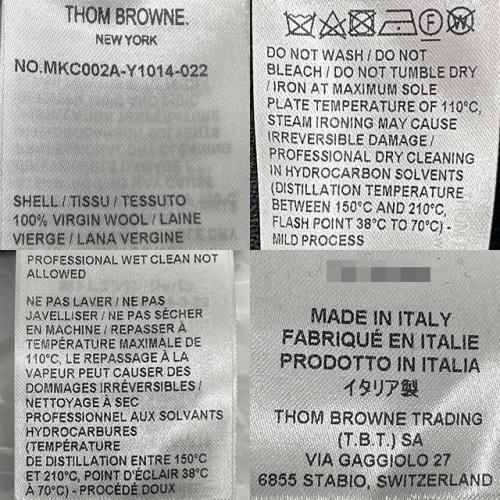 THOM BROWNE.
NEW YORK
NO.MKC002A-Y1014-022
SHELL / TISSU / TESSUTO
100% VIRGIN WOOL / LAINE
VIERGE / LANA VERGINE
DO NOT WASH / DO NOT
BLEACH / DO NOT TUMBLE DRY
/ IRON AT MAXIMUM SOLE
PLATE TEMPERATURE OF 110°C,
STEAM IRONING MAY CAUSE
IRREVERSIBLE DAMAGE /
PROFESSIONAL DRY CLEANING
IN HYDROCARBON SOLVENTS
(DISTILLATION TEMPERATURE
BETWEEN 150°C AND 210°C,
FLASH POINT 38°C TO 70°C) -
MILD PROCESS
PROFESSIONAL WET CLEAN NOT
ALLOWED
NE PAS LAVER / NE PAS
JAVELLISER / NE PAS SÉCHER
EN MACHINE / REPASSER À
TEMPÉRATURE MAXIMALE DE
110°C, LE REPASSAGE À LA
VAPEUR PEUT CAUSER DES
DOMMAGES IRRÉVERSIBLES /
NETTOYAGE À SEC
PROFESSIONNEL AUX SOLVANTS
HYDROCARBURES
(TEMPÉRATURE
DE DISTILLATION ENTRE 150°C
ET 210°C, POINT D'ÉCLAIR 38°C
À 70°C) - PROCÉDÉ DOUX
MADE IN ITALY
FABRIQUÉ EN ITALIE
PRODOTTO IN ITALIA
イタリア製
THOM BROWNE TRADING
(T.B.T.) SA
VIA GAGGIOLO 27
6855 STABIO, SWITZERLAND